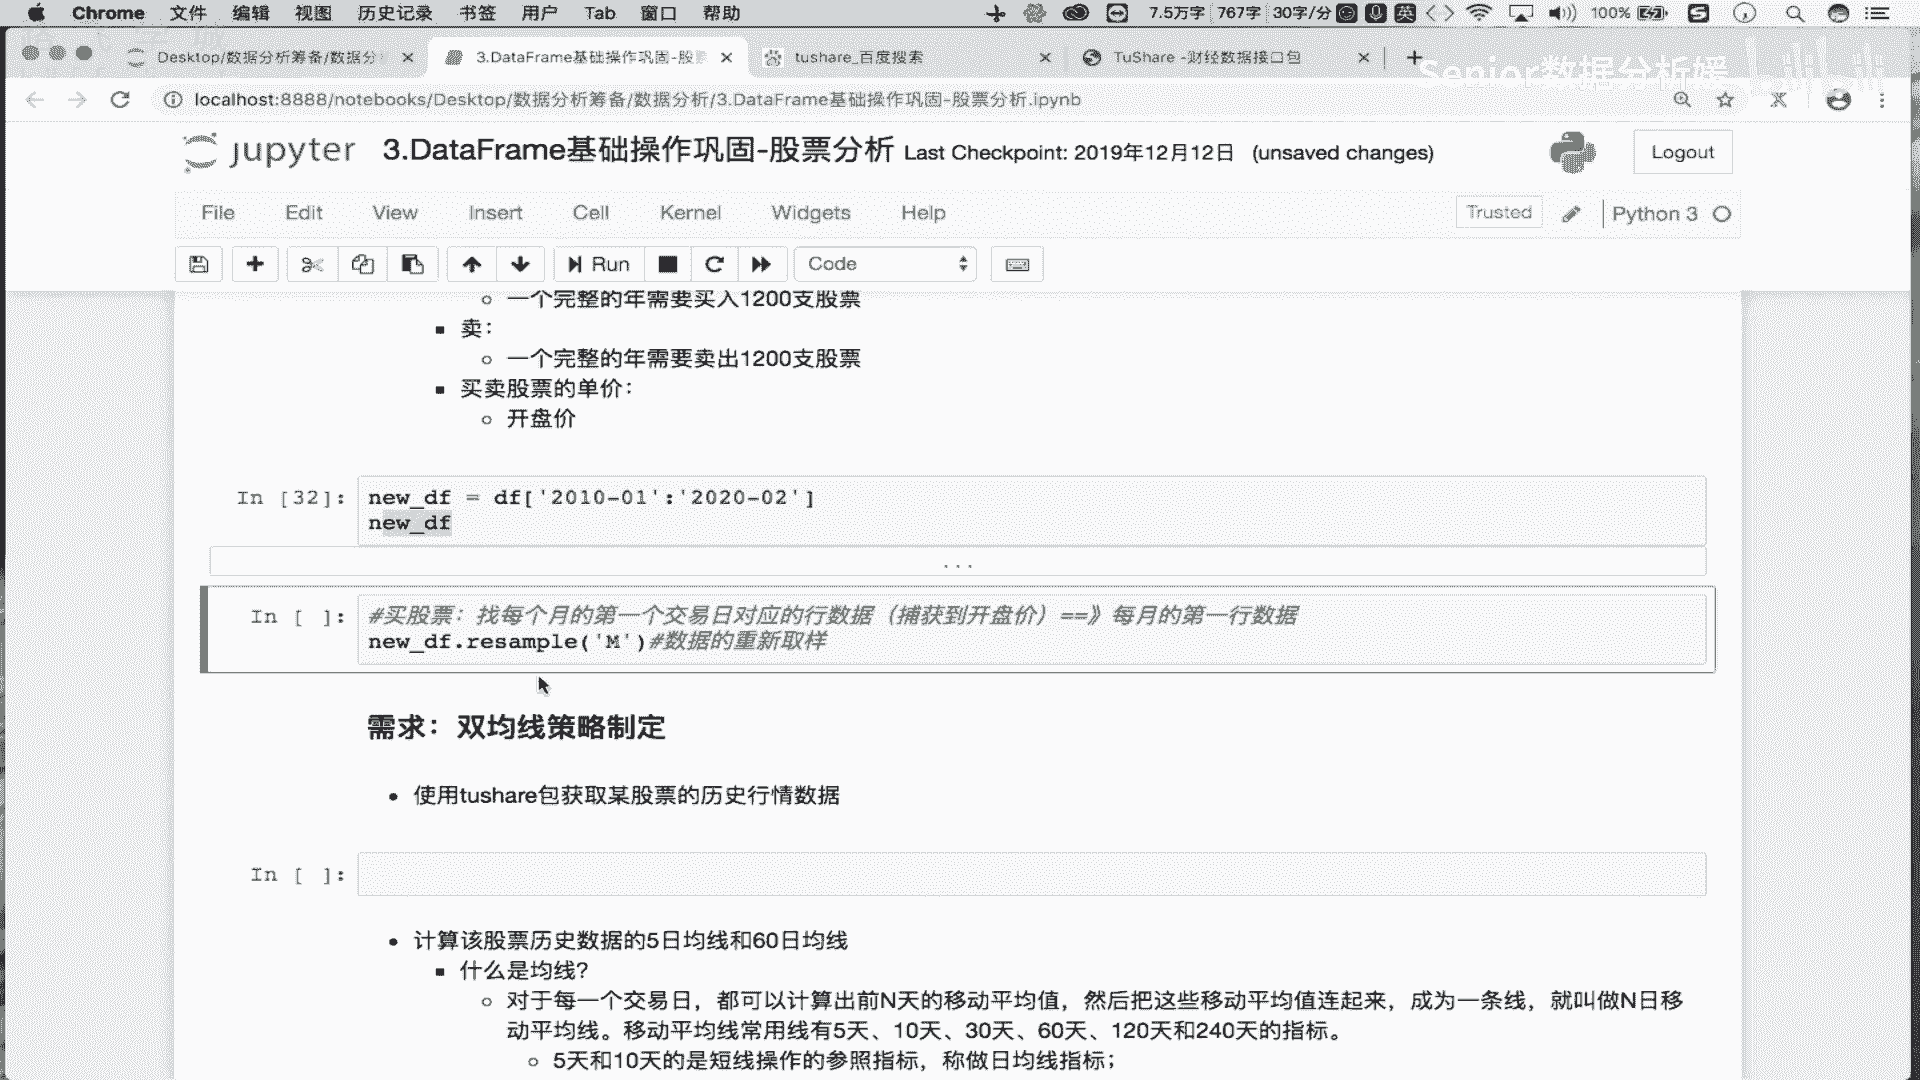 Chrome 文件 编辑 视图 历史记录 书签 用户 Tab 窗口 帮助 7.5万字 767字 30字/分 英 100%
Desktop/数据分析筹备/数据分
3.DataFrame基础操作巩固-股
tushare_百度搜索
TuShare -财经数据接口包
Senior数据分析媛
localhost:8888/notebooks/Desktop/数据分析筹备/数据分析/3.DataFrame基础操作巩固-股票分析.ipynb
jupyter 3.DataFrame基础操作巩固-股票分析 Last Checkpoint: 2019年12月12日 (unsaved changes)
Logout
File Edit View Insert Cell Kernel Widgets Help
Trusted Python 3
Run Code
一个完整的年需要买入1200支股票
卖：
一个完整的年需要卖出1200支股票
买卖股票的单价：
开盘价
In [32]: new_df = df['2010-01':'2020-02']
new_df
...
In [ ]: #买股票：找每个月的第一个交易日对应的行数据（捕获到开盘价）==》每月的第一行数据
new_df.resample('M')#数据的重新取样
需求：双均线策略制定
使用tushare包获取某股票的历史行情数据
In [ ]:
计算该股票历史数据的5日均线和60日均线
什么是均线?
对于每一个交易日，都可以计算出前N天的移动平均值，然后把这些移动平均值连起来，成为一条线，就叫做N日移
动平均线。移动平均线常用线有5天、10天、30天、60天、120天和240天的指标。
5天和10天的是短线操作的参照指标，称做日均线指标；